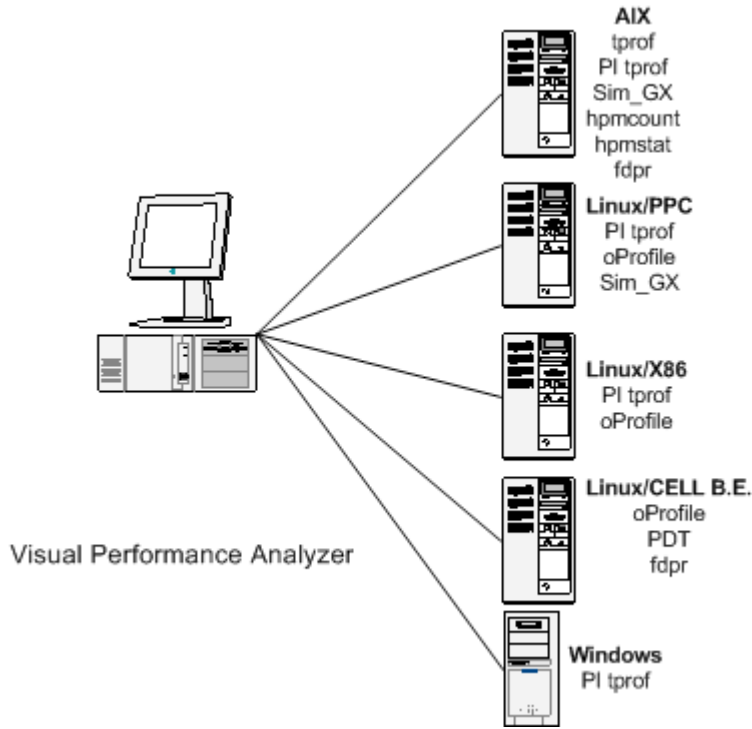 AIX
tprof
PI tprof
Sim_GX
hpmcount
hpmstat
fdpr
Linux/PPC
PI tprof
oProfile
Sim_GX
Linux/X86
PI tprof
oProfile
Linux/CELL B.E.
oProfile
PDT
fdpr
Visual Performance Analyzer
Windows
PI tprof